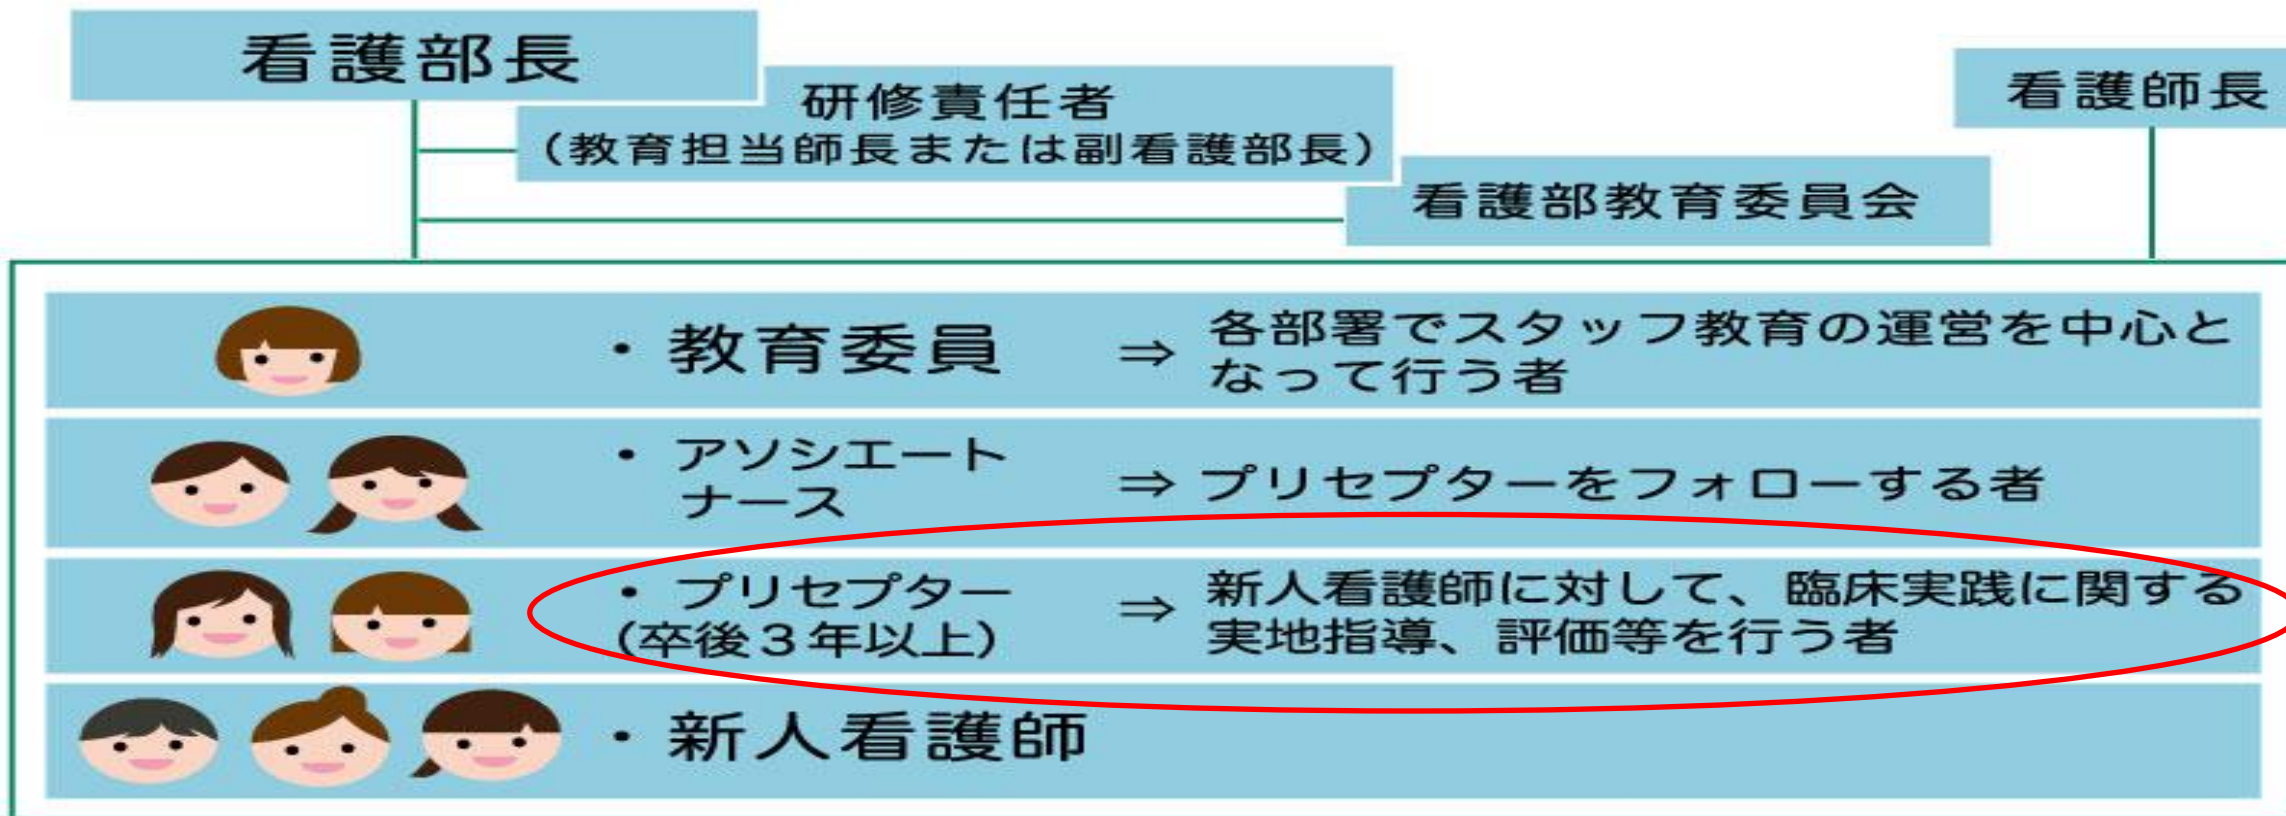 看護部長
研修責任者
（教育担当師長または副看護部長）
看護師長
看護部教育委員会
・教育委員
⇒ 各部署でスタッフ教育の運営を中心と
なって行う者
・アソシエート
ナース
⇒ プリセプターをフォローする者
・プリセプター
(卒後３年以上)
⇒ 新人看護師に対して、臨床実践に関する
実地指導、評価等を行う者
・新人看護師